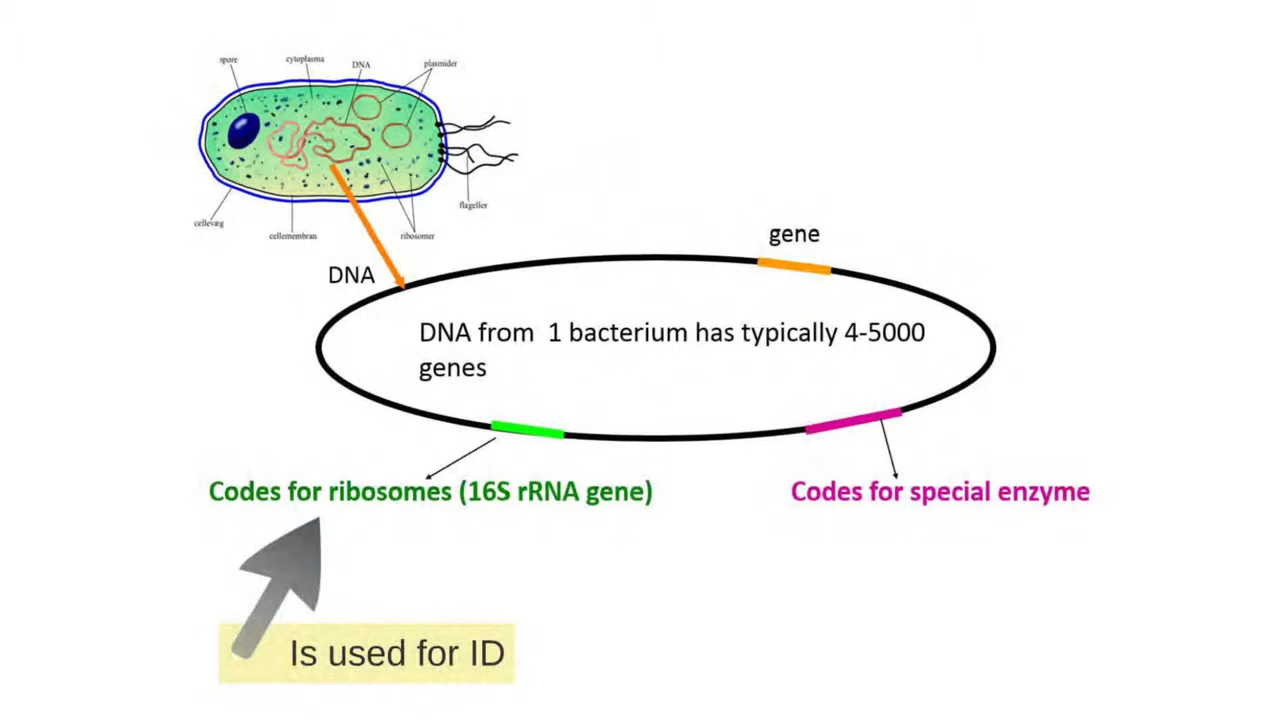 spore
cytoplasma
DNA
plasmider
cellevæg
cellemembran
ribosomer
flageller
DNA
gene
DNA from 1 bacterium has typically 4-5000
genes
Codes for ribosomes (16S rRNA gene)
Codes for special enzyme
Is used for ID